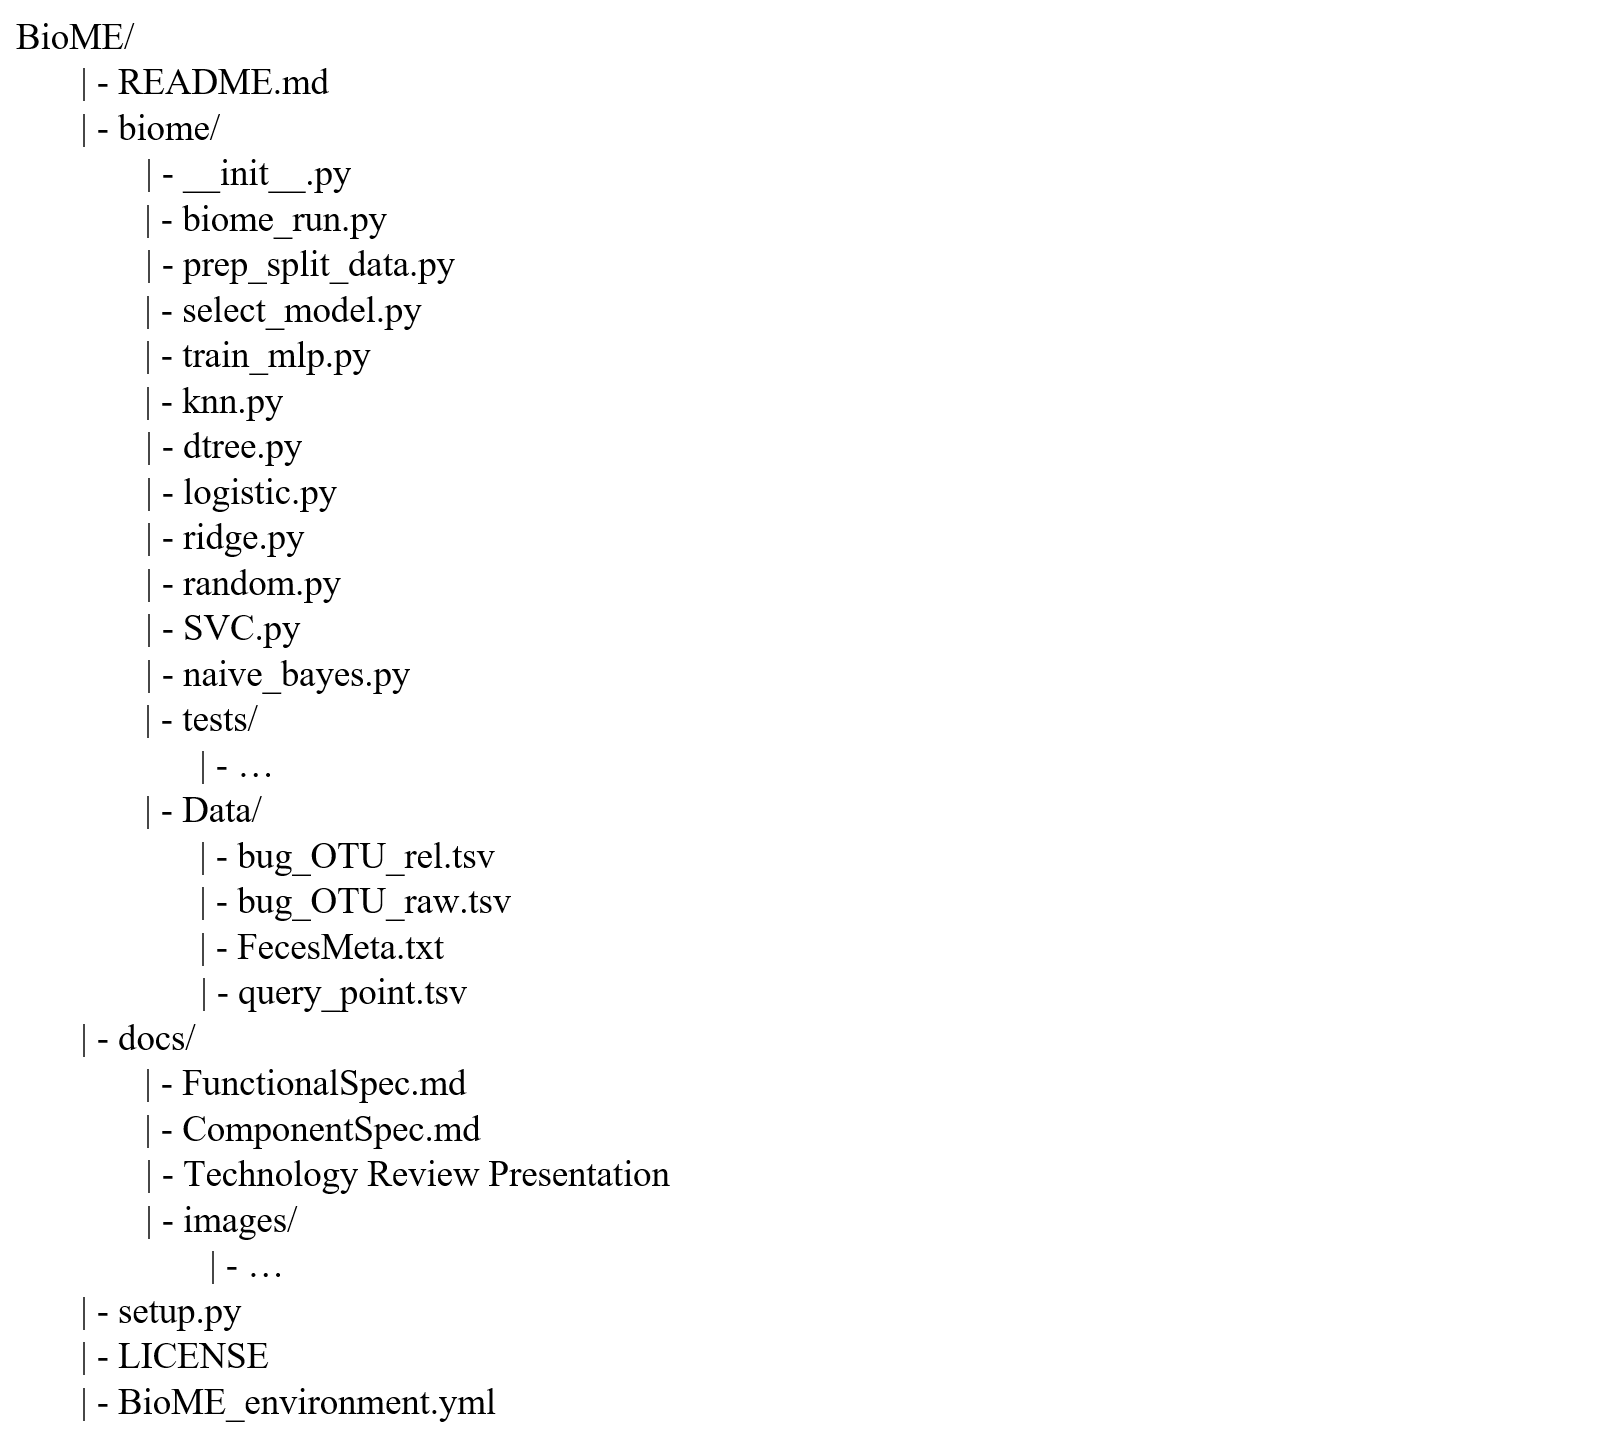 BioME/
| - README.md
| - biome/
| - __init__.py
| - biome_run.py
| - prep_split_data.py
| - select_model.py
| - train_mlp.py
| - knn.py
| - dtree.py
| - logistic.py
| - ridge.py
| - random.py
| - SVC.py
| - naive_bayes.py
| - tests/
| - …
| - Data/
| - bug_OTU_rel.tsv
| - bug_OTU_raw.tsv
| - FecesMeta.txt
| - query_point.tsv
| - docs/
| - FunctionalSpec.md
| - ComponentSpec.md
| - Technology Review Presentation
| - images/
| - …
| - setup.py
| - LICENSE
| - BioME_environment.yml